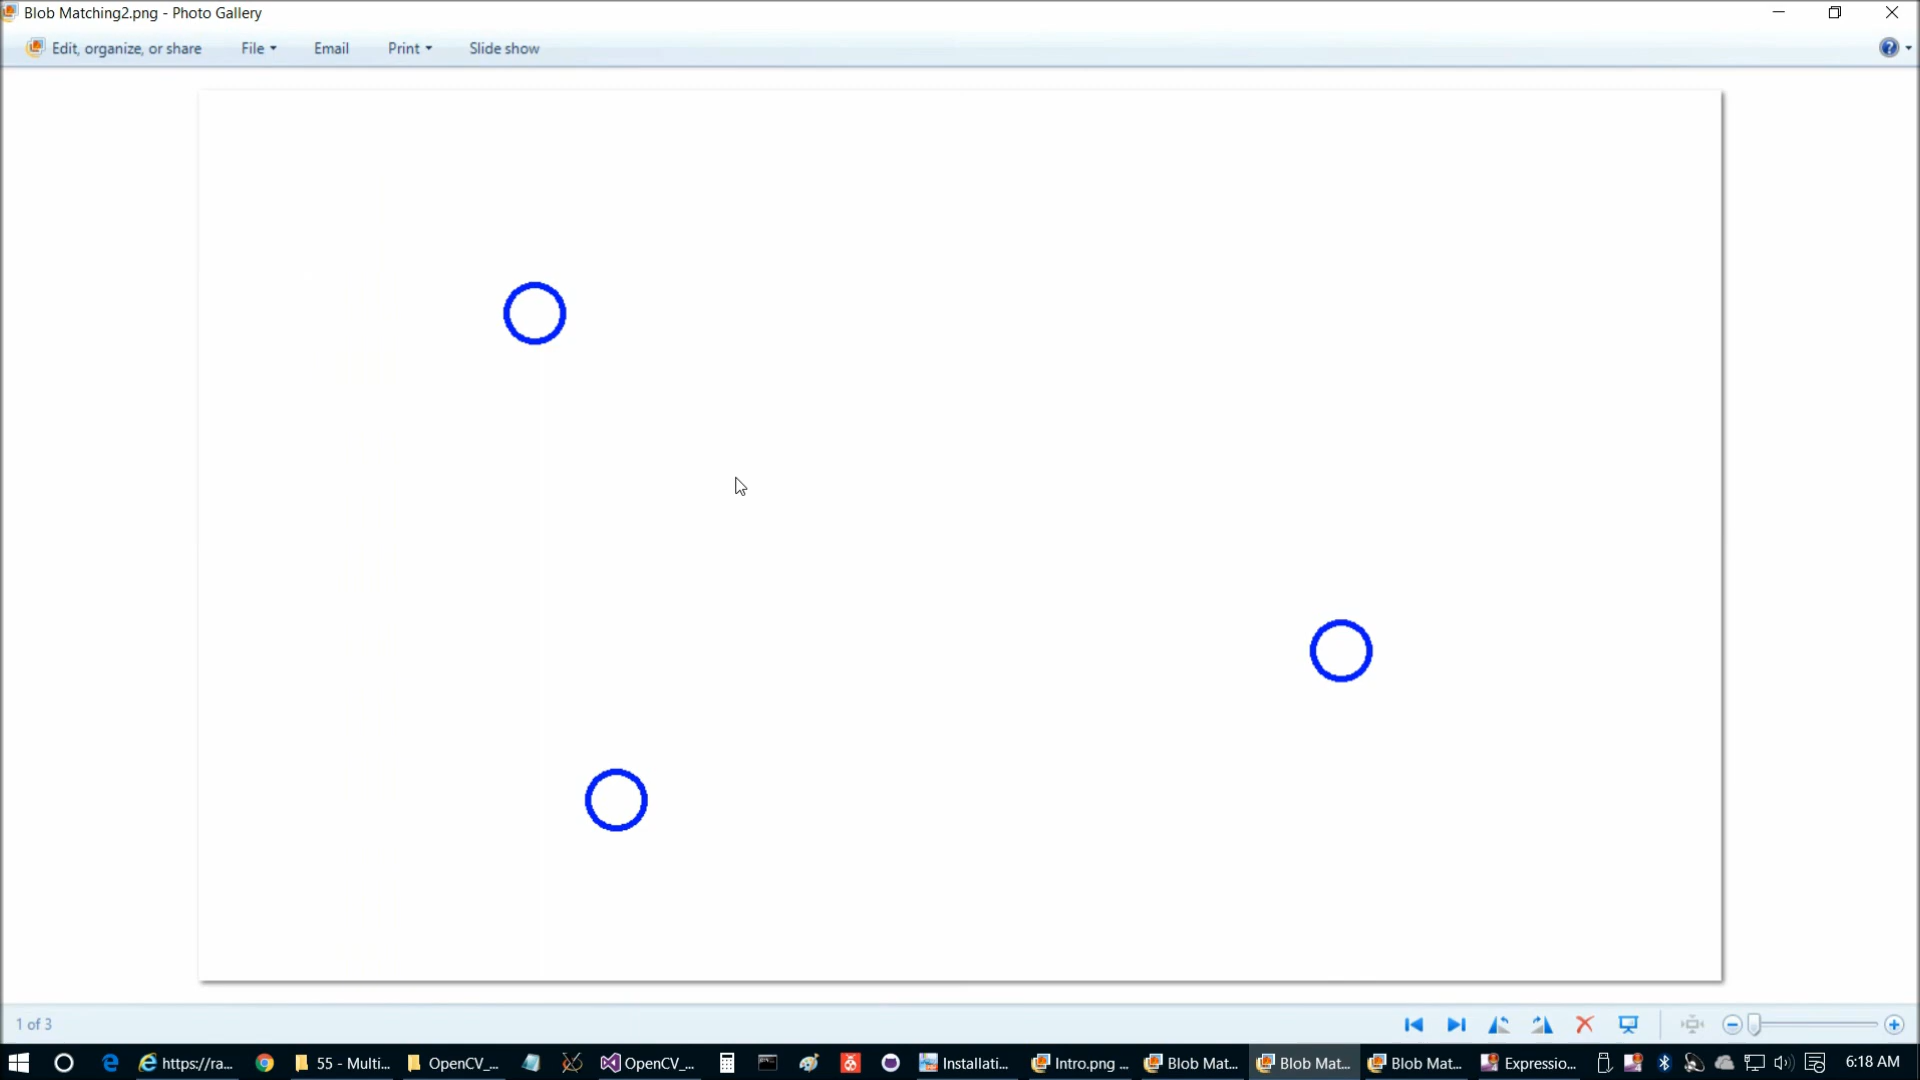 Blob Matching2.png - Photo Gallery
Edit, organize, or share File Email Print Slide show
1 of 3
https://ra... 55 - Multi... OpenCV_... OpenCV_... Installati... Intro.png ... Blob Mat... Blob Mat... Blob Mat... Expressio... 6:18 AM